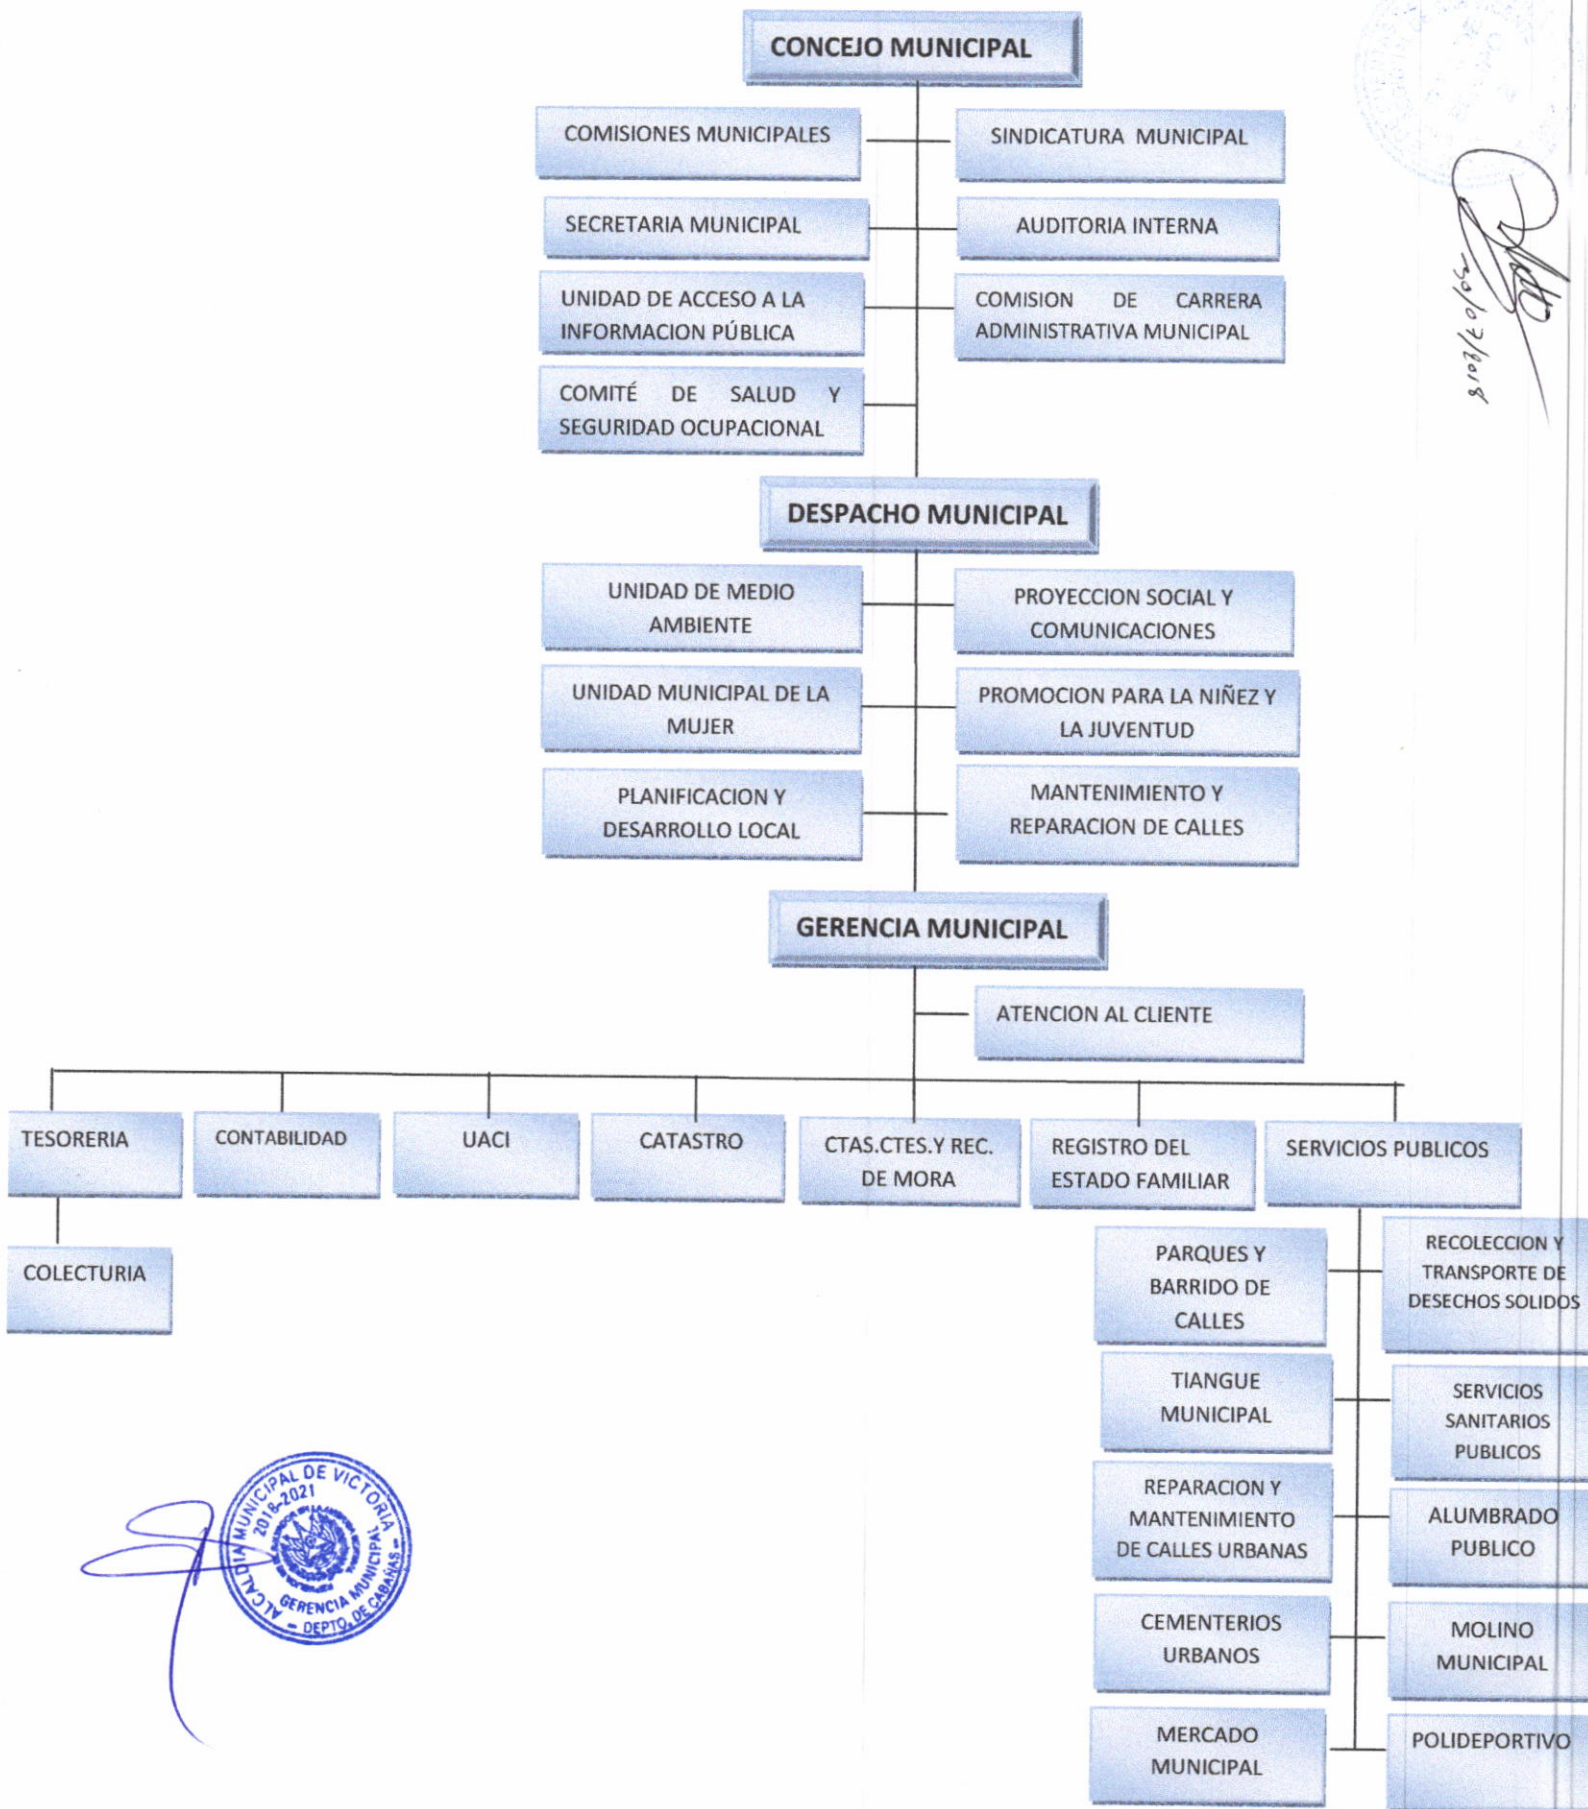 CONCEJO MUNICIPAL
COMISIONES MUNICIPALES
SINDICATURA MUNICIPAL
SECRETARIA MUNICIPAL
AUDITORIA INTERNA
UNIDAD DE ACCESO A LA
INFORMACION PÚBLICA
COMISION DE CARRERA
ADMINISTRATIVA MUNICIPAL
COMITÉ DE SALUD Y
SEGURIDAD OCUPACIONAL
30/07/2018
DESPACHO MUNICIPAL
UNIDAD DE MEDIO
AMBIENTE
PROYECCION SOCIAL Y
COMUNICACIONES
UNIDAD MUNICIPAL DE LA
MUJER
PROMOCION PARA LA NIÑEZ Y
LA JUVENTUD
PLANIFICACION Y
DESARROLLO LOCAL
MANTENIMIENTO Y
REPARACION DE CALLES
GERENCIA MUNICIPAL
ATENCION AL CLIENTE
TESORERIA
CONTABILIDAD
UACI
CATASTRO
CTAS.CTES.Y REC.
DE MORA
REGISTRO DEL
ESTADO FAMILIAR
SERVICIOS PUBLICOS
COLECTURIA
PARQUES Y
BARRIDO DE
CALLES
RECOLECCION Y
TRANSPORTE DE
DESECHOS SOLIDOS
TIANGUE
MUNICIPAL
SERVICIOS
SANITARIOS
PUBLICOS
REPARACION Y
MANTENIMIENTO
DE CALLES URBANAS
ALUMBRADO
PUBLICO
CEMENTERIOS
URBANOS
MOLINO
MUNICIPAL
MERCADO
MUNICIPAL
POLIDEPORTIVO
ALCALDIA MUNICIPAL DE VICTORIA
2018-2021
GERENCIA MUNICIPAL
- DEPTO. DE CABAÑAS -